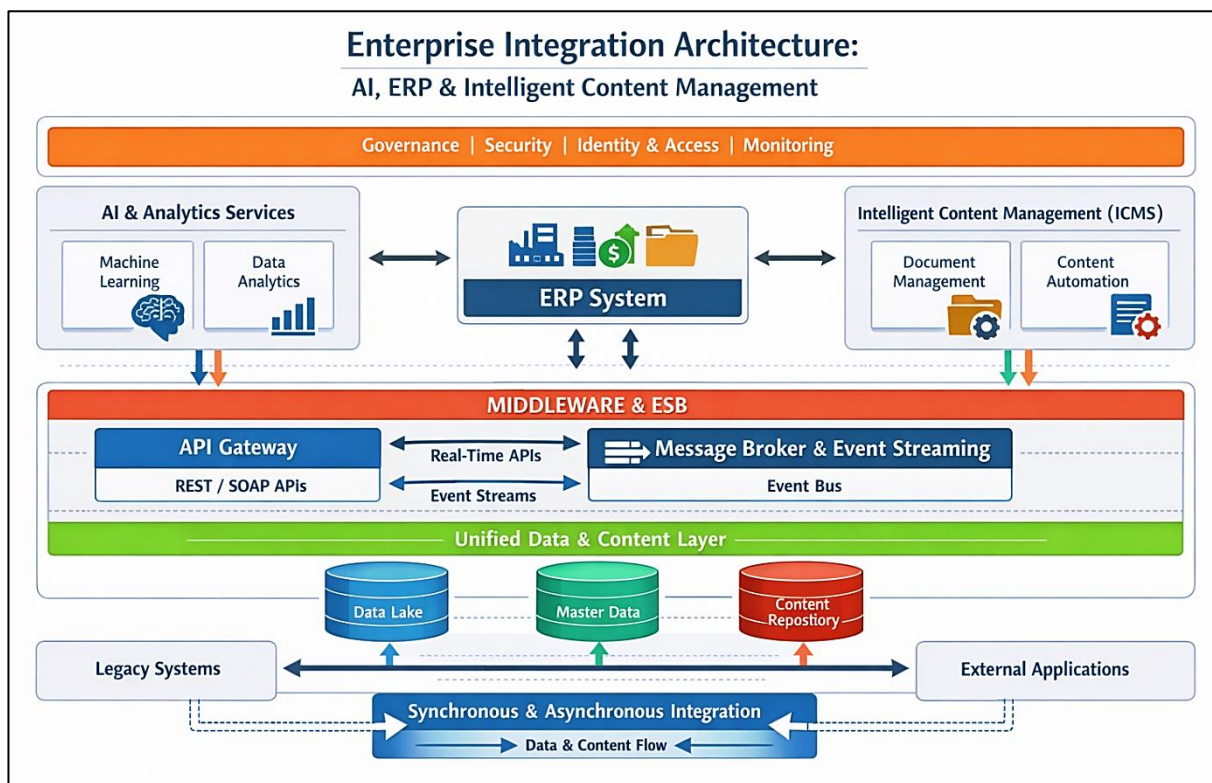 Enterprise Integration Architecture:
AI, ERP & Intelligent Content Management
Governance | Security | Identity & Access | Monitoring
AI & Analytics Services
Machine
Learning
Data
Analytics
$
ERP System
Intelligent Content Management (ICMS)
Document
Management
Content
Automation
MIDDLEWARE & ESB
API Gateway
REST / SOAP APIs
Real-Time APIs
Event Streams
Message Broker & Event Streaming
Event Bus
Unified Data & Content Layer
Data Lake
Master Data
Content
Repostiory
Legacy Systems
External Applications
Synchronous & Asynchronous Integration
Data & Content Flow